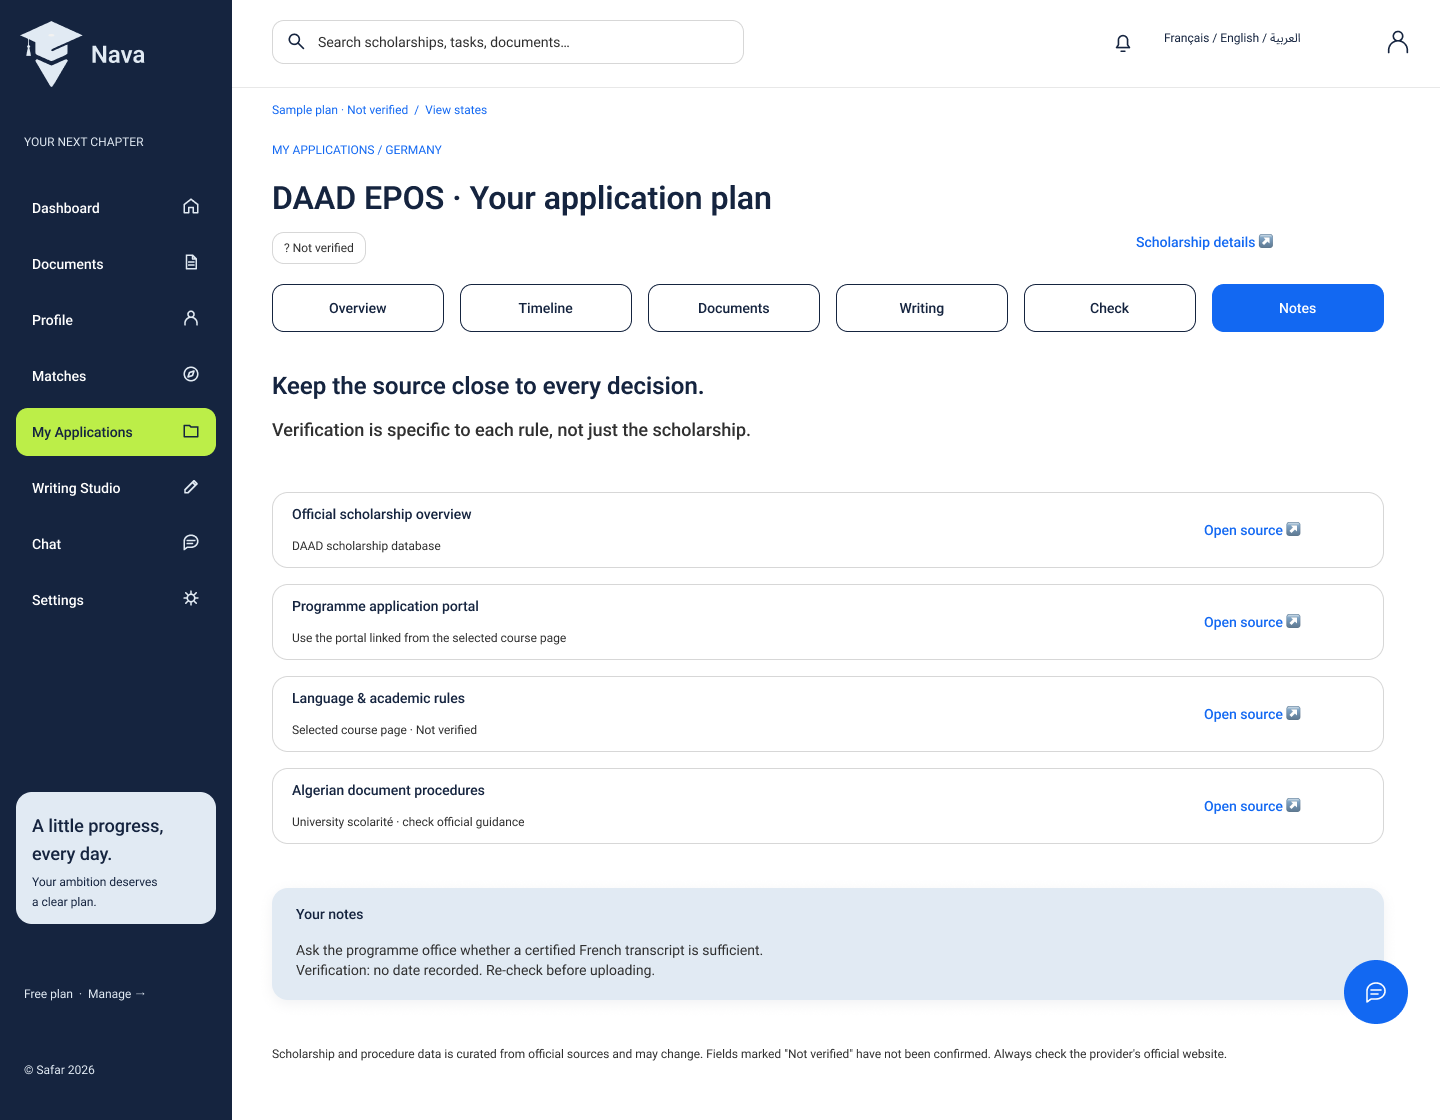 Nava
YOUR NEXT CHAPTER
Dashboard
Documents
Profile
Matches
My Applications
Writing Studio
Chat
Settings
A little progress,
every day.
Your ambition deserves
a clear plan.
Free plan · Manage →
© Safar 2026
Search scholarships, tasks, documents...
Français / English / العربية
Sample plan · Not verified / View states
MY APPLICATIONS / GERMANY
DAAD EPOS · Your application plan
? Not verified
Scholarship details ↗
Overview
Timeline
Documents
Writing
Check
Notes
Keep the source close to every decision.
Verification is specific to each rule, not just the scholarship.
Official scholarship overview
DAAD scholarship database
Open source ↗
Programme application portal
Use the portal linked from the selected course page
Open source ↗
Language & academic rules
Selected course page · Not verified
Open source ↗
Algerian document procedures
University scolarité · check official guidance
Open source ↗
Your notes
Ask the programme office whether a certified French transcript is sufficient.
Verification: no date recorded. Re-check before uploading.
Scholarship and procedure data is curated from official sources and may change. Fields marked "Not verified" have not been confirmed. Always check the provider's official website.